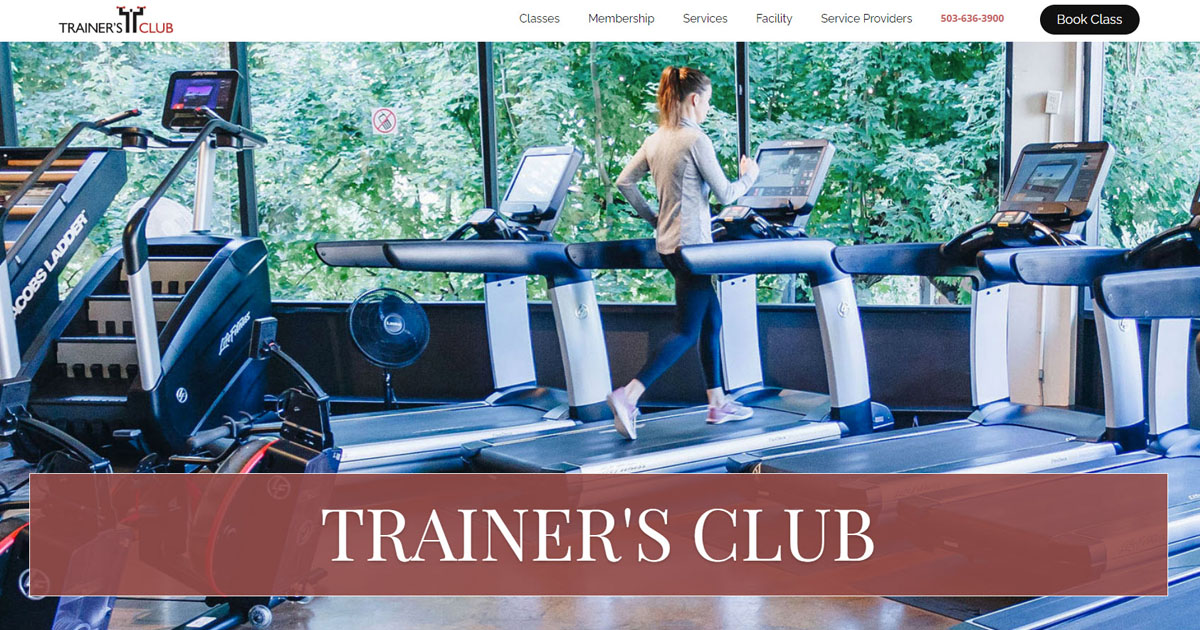 TRAINER'S CLUB
Classes
Membership
Services
Facility
Service Providers
503-636-3900
Book Class
JACOBS LADDER
Life Fitness
TRAINER'S CLUB